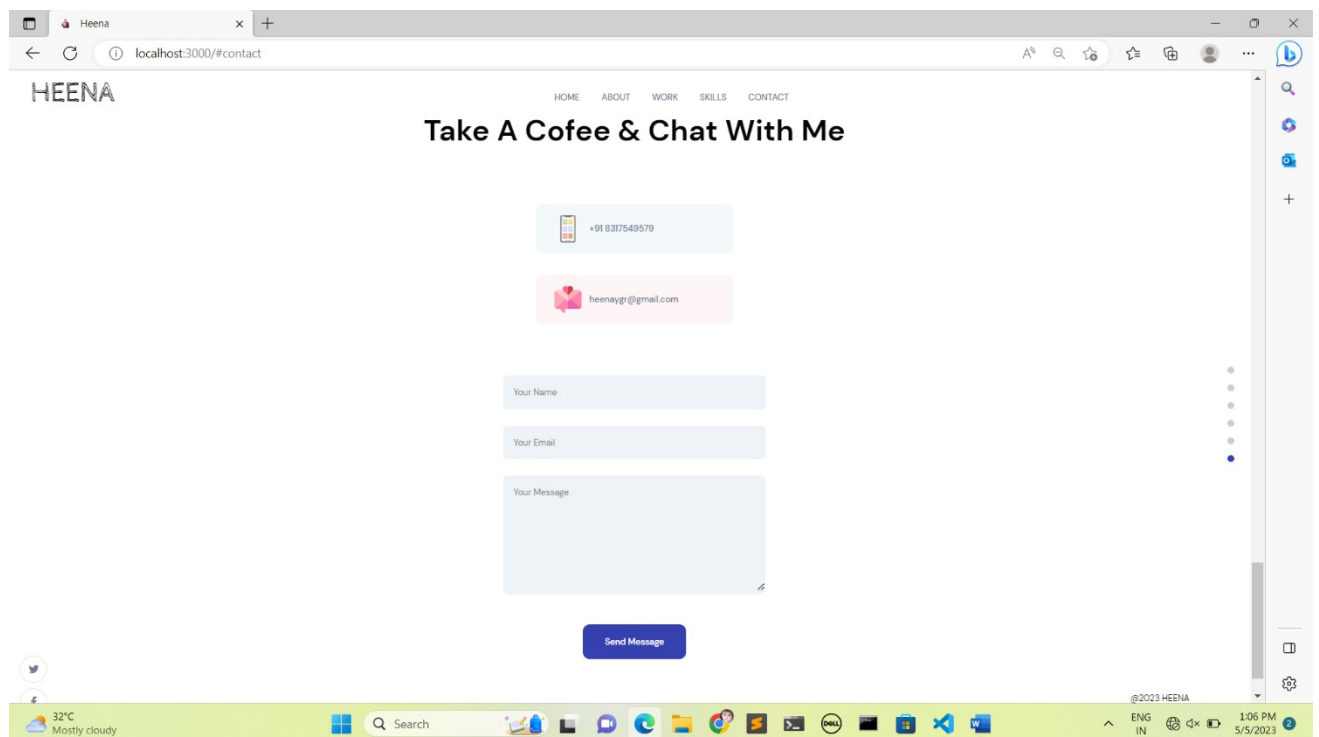 Heena
localhost:3000/#contact
HEENA
HOME ABOUT WORK SKILLS CONTACT
Take A Cofee & Chat With Me
+91 8317549579
heenaygr@gmail.com
Your Name
Your Email
Your Message
Send Message
@2023 HEENA
32°C
Mostly cloudy
Search
DELL
ENG
IN
1:06 PM
5/5/2023
2